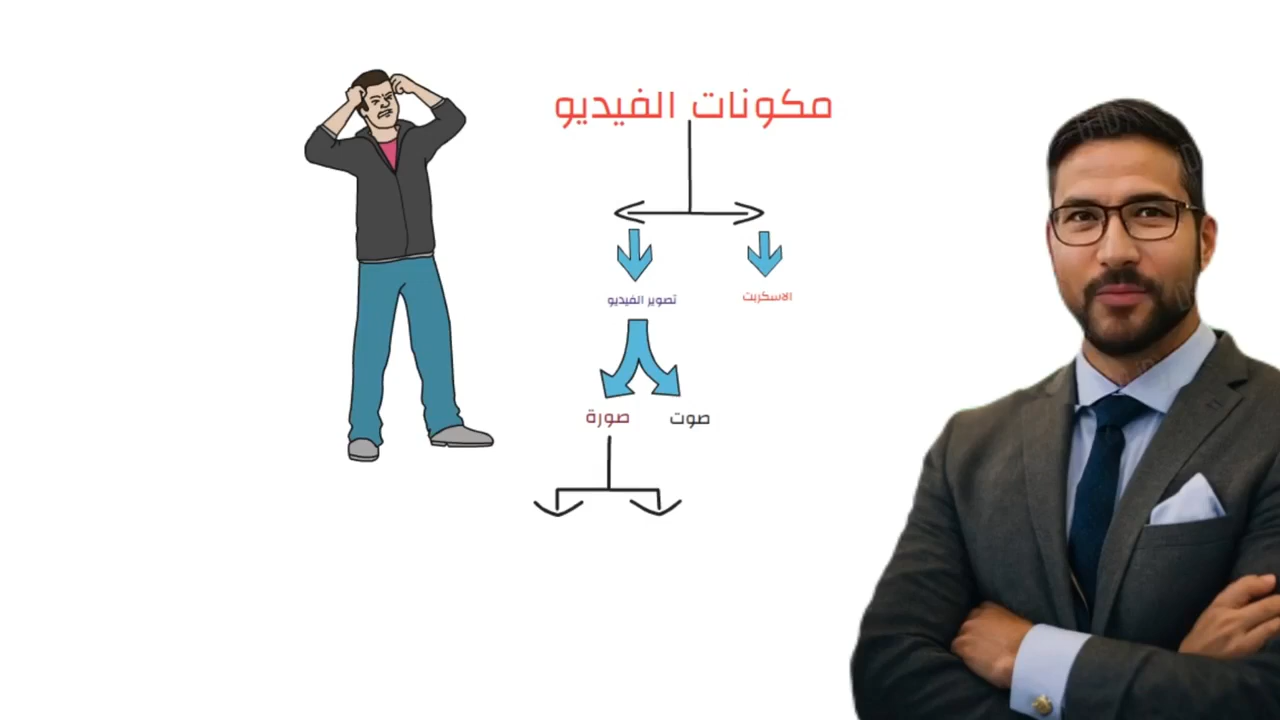 مكونات الفيديو
الاسكربت
تصوير الفيديو
صوت
صورة